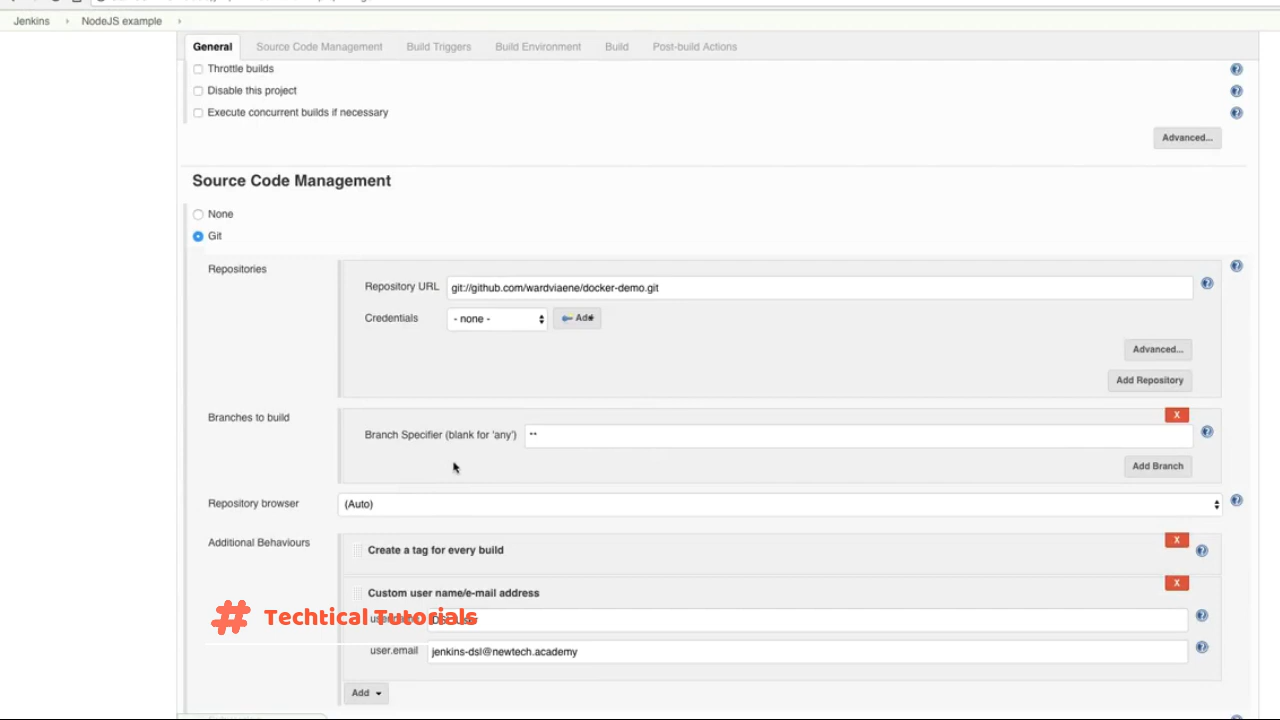 Jenkins › NodeJS example ›
General Source Code Management Build Triggers Build Environment Build Post-build Actions
Throttle builds
Disable this project
Execute concurrent builds if necessary
Advanced...
Source Code Management
None
Git
Repositories
Repository URL git://github.com/wardviaene/docker-demo.git
Credentials - none - Add
Advanced...
Add Repository
Branches to build
X
Branch Specifier (blank for 'any') **
Add Branch
Repository browser (Auto)
Additional Behaviours
Create a tag for every build X
Custom user name/e-mail address X
# Techtical Tutorials
user.email jenkins-dsl@newtech.academy
Add